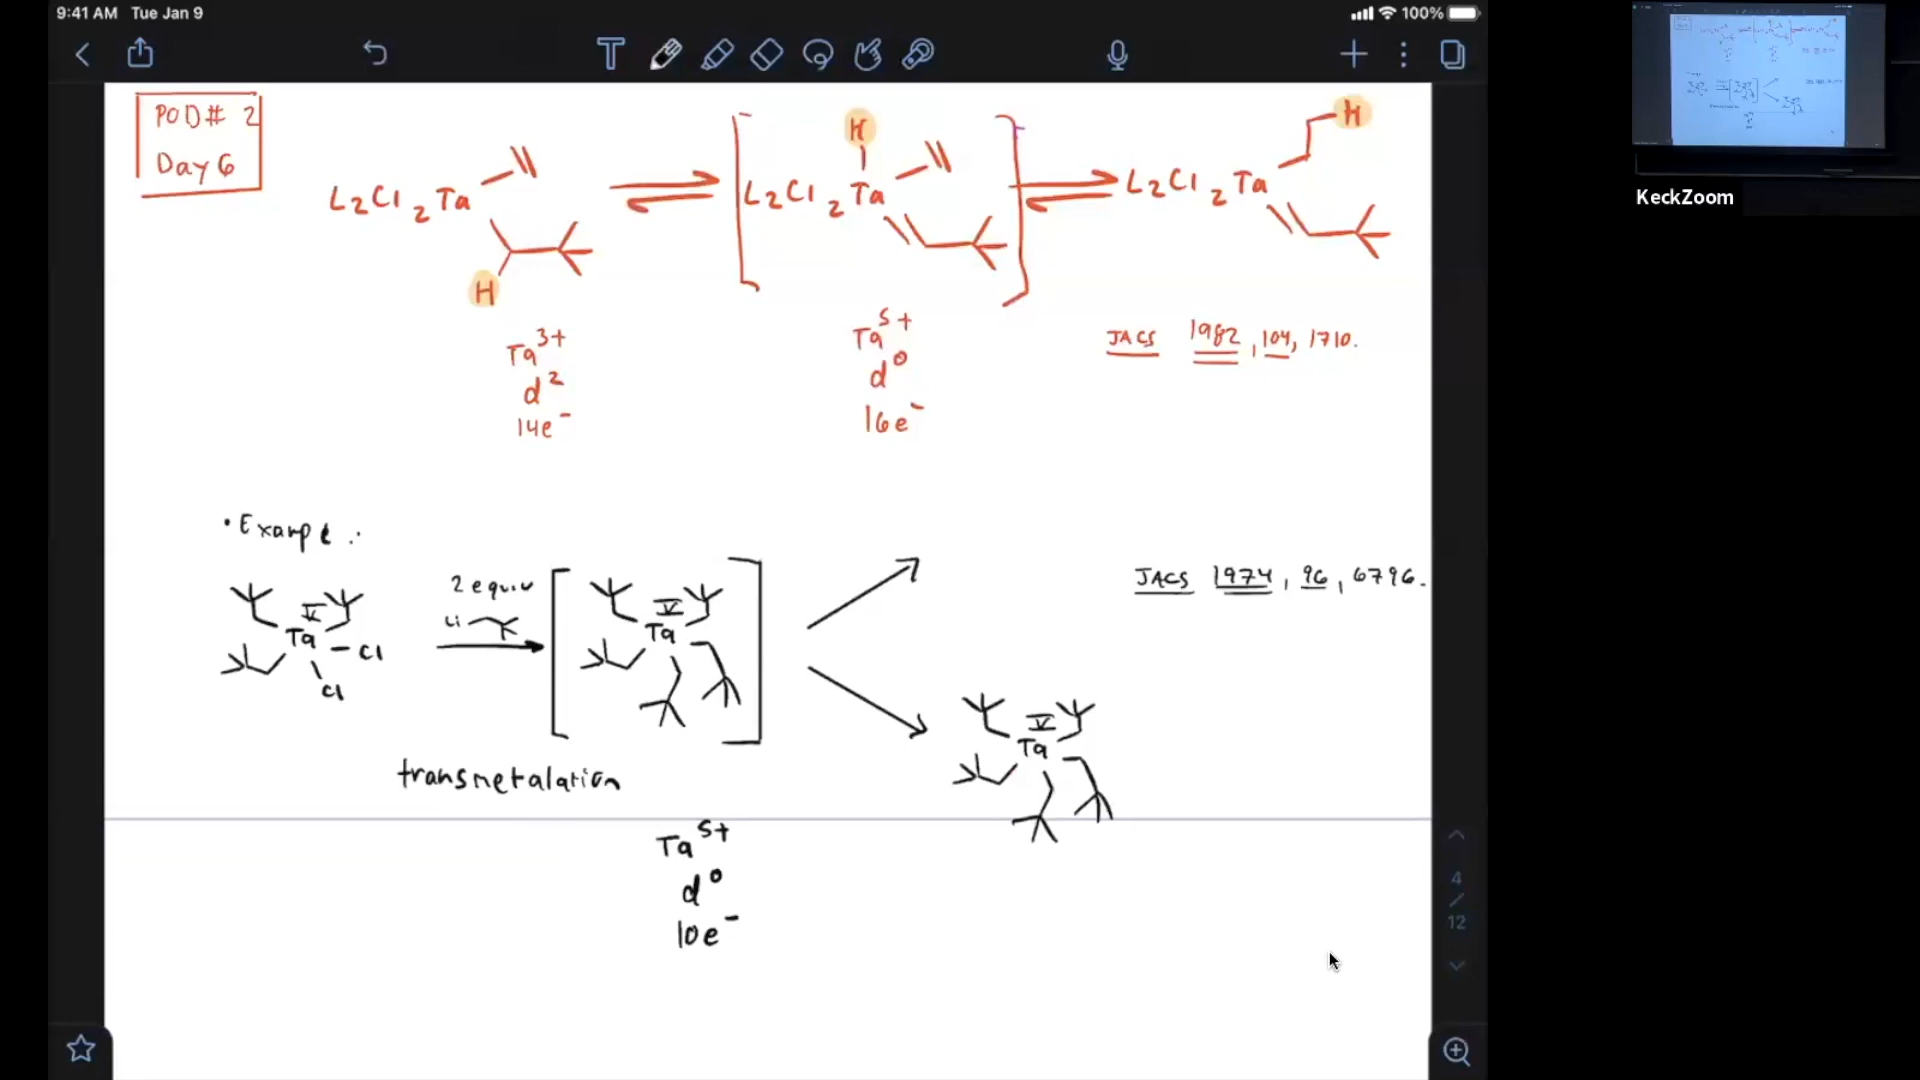 9:41 AM Tue Jan 9
100%
POD# 2
Day 6
H
H
L₂Cl₂Ta
L₂Cl₂Ta
L₂Cl₂Ta
H
Ta³⁺
d²
14e⁻
Ta⁵⁺
d⁰
16e⁻
JACS 1982, 104, 1710.
• Example:
2 equiv
Li
V
Ta
Cl
Cl
V
Ta
JACS 1974, 96, 6796.
transmetalation
V
Ta
Ta⁵⁺
d⁰
10e⁻
4
/
12
KeckZoom